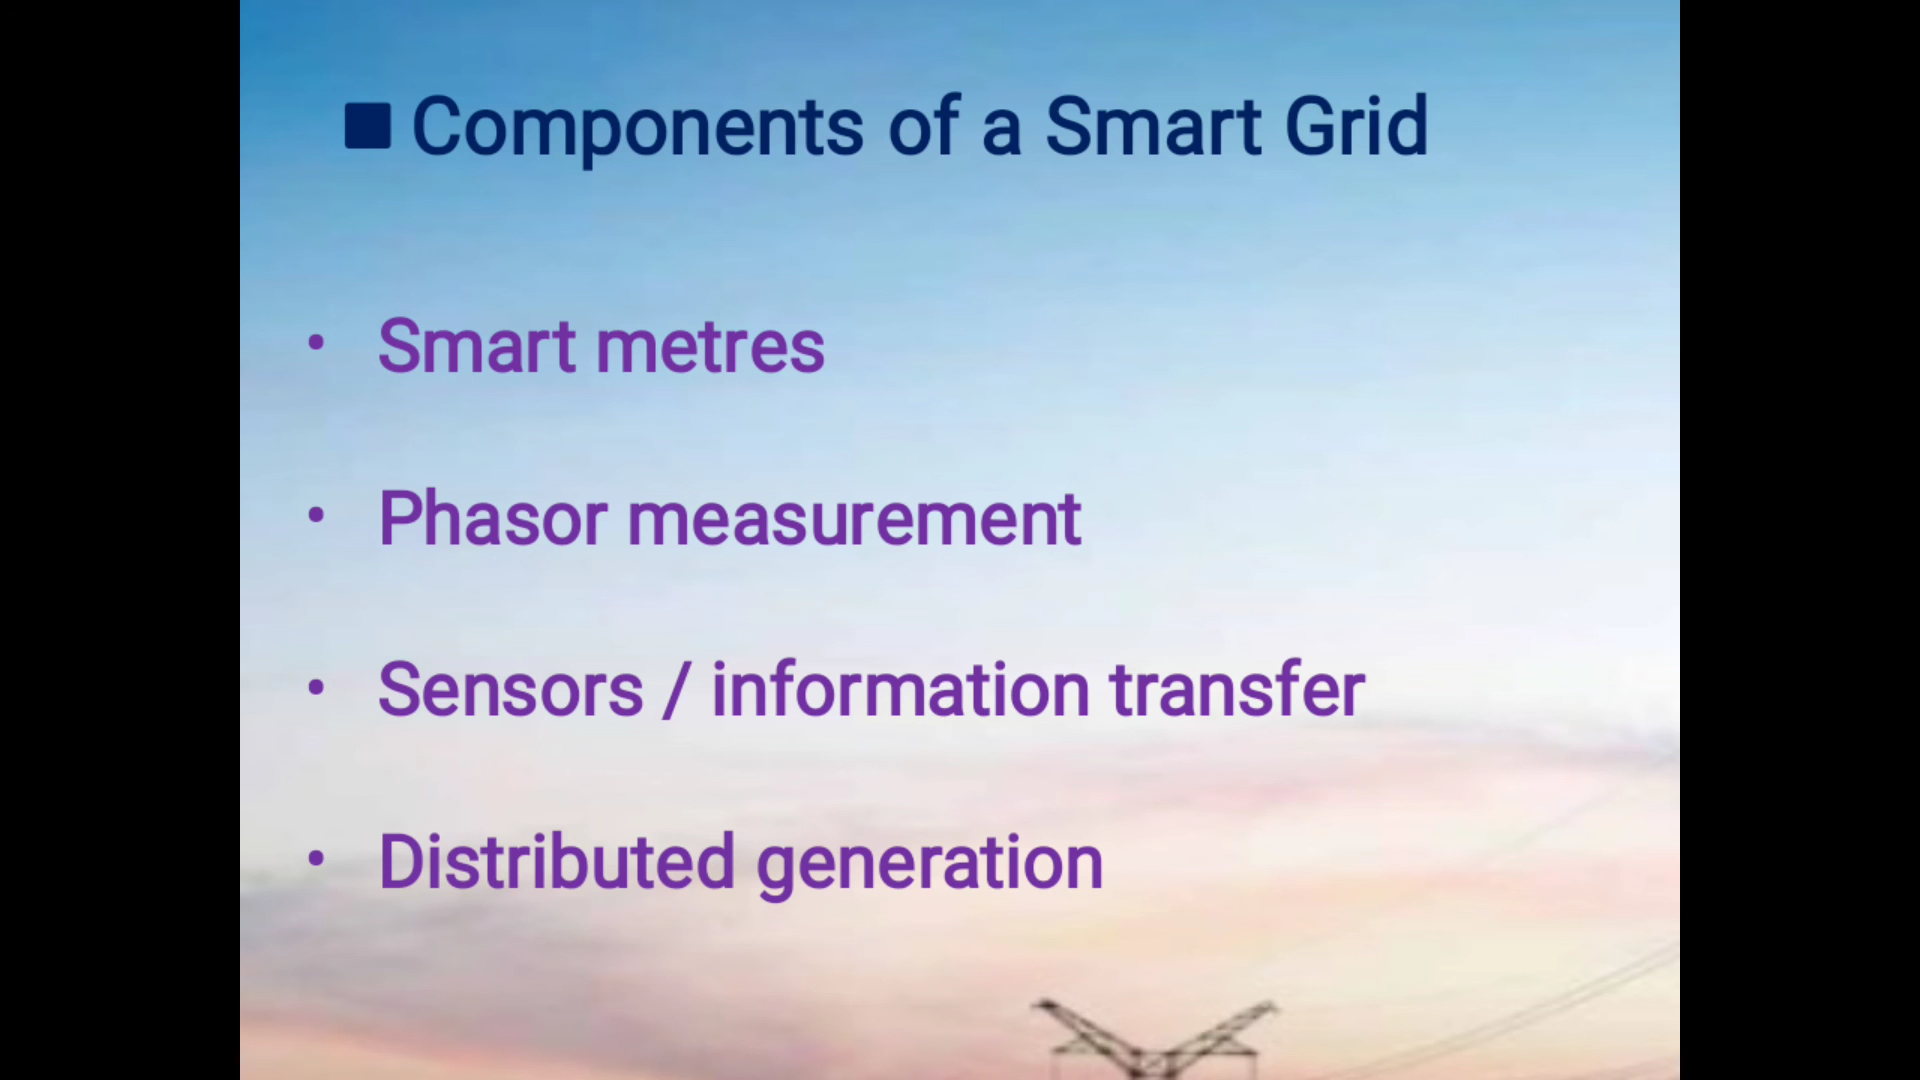 ■ Components of a Smart Grid
• Smart metres
• Phasor measurement
• Sensors / information transfer
• Distributed generation